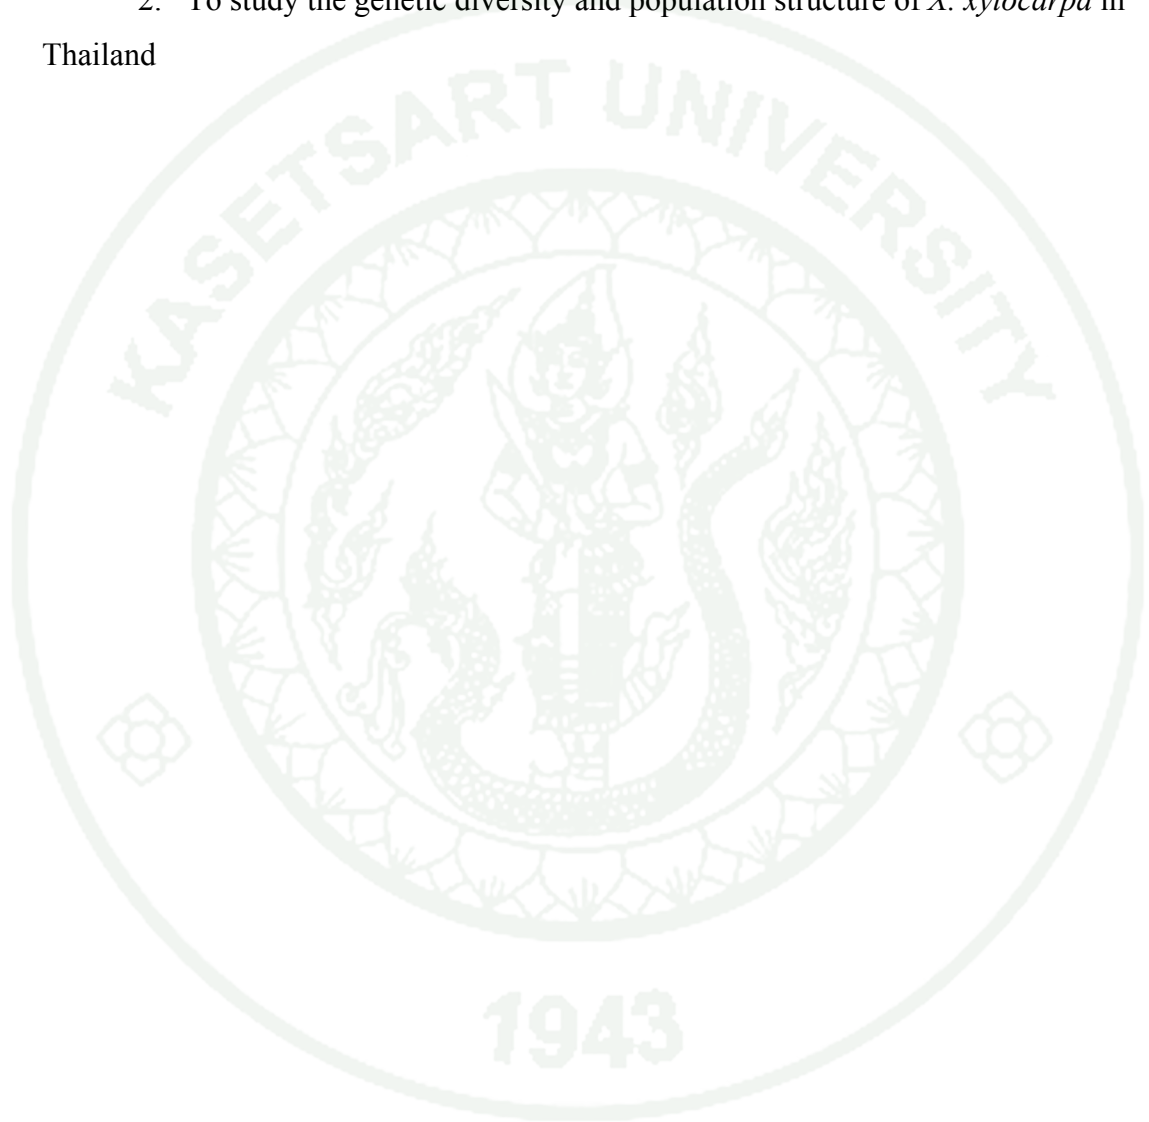 2. To study the genetic diversity and population structure of X. xylocarpa in
Thailand
KASETSART UNIVERSITY
1943